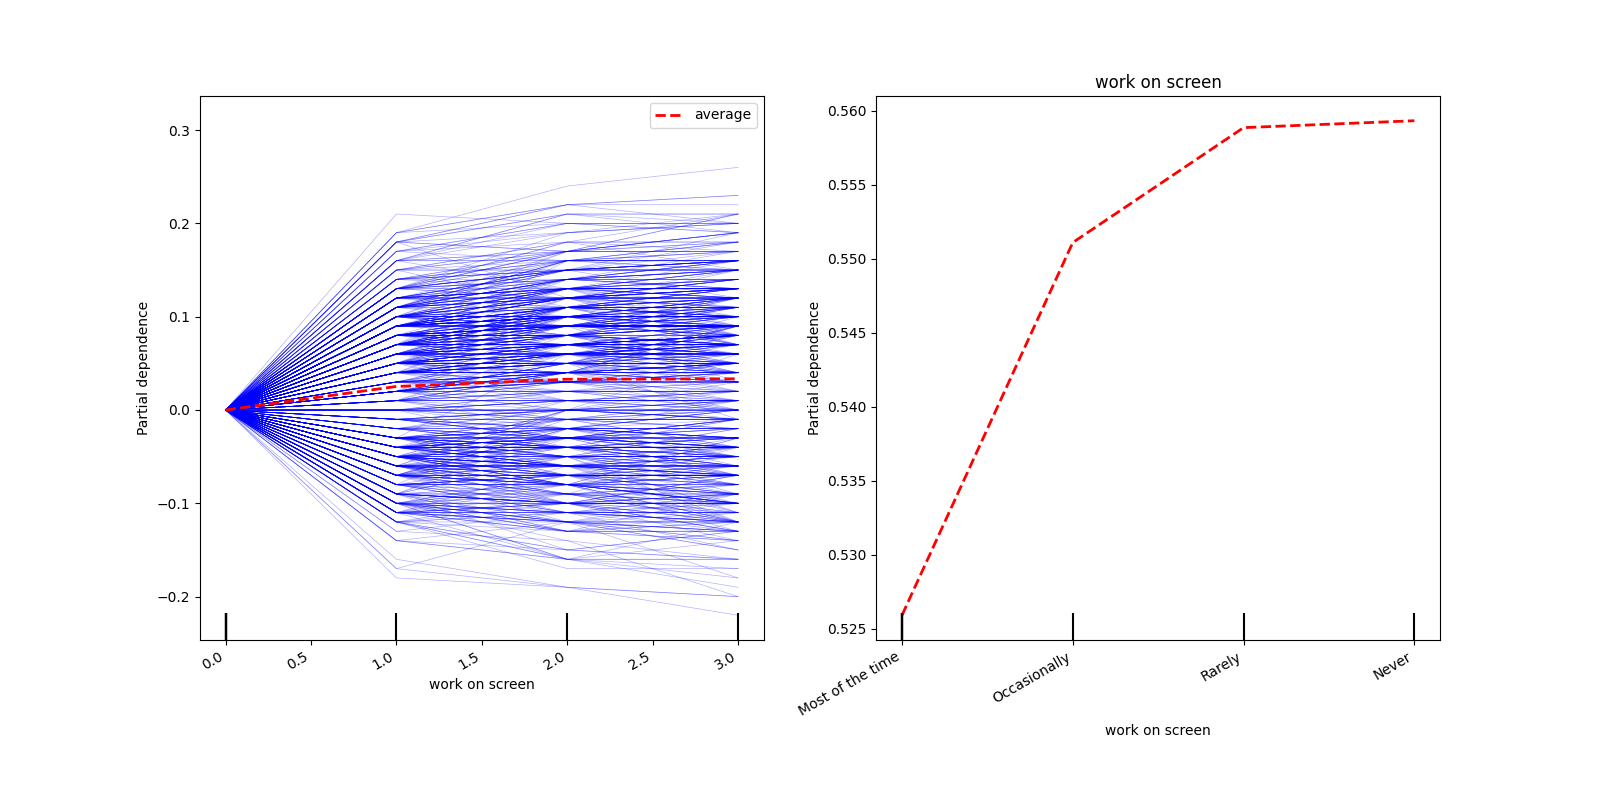 average
0.3
0.2
0.1
0.0
−0.1
−0.2
Partial dependence
0.0
0.5
1.0
1.5
2.0
2.5
3.0
work on screen
work on screen
0.560
0.555
0.550
0.545
0.540
0.535
0.530
0.525
Partial dependence
Most of the time
Occasionally
Rarely
Never
work on screen